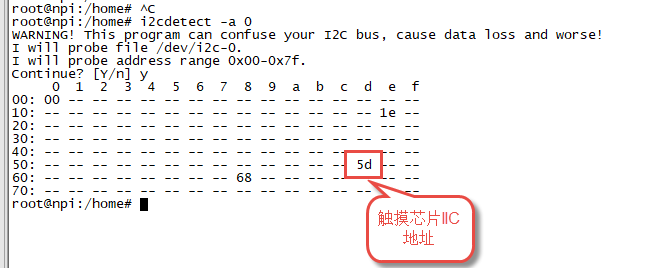 root@npi:/home# ^C
root@npi:/home# i2cdetect -a 0
WARNING! This program can confuse your I2C bus, cause data loss and worse!
I will probe file /dev/i2c-0.
I will probe address range 0x00-0x7f.
Continue? [Y/n] y
     0  1  2  3  4  5  6  7  8  9  a  b  c  d  e  f
00: 00 -- -- -- -- -- -- -- -- -- -- -- -- -- -- --
10: -- -- -- -- -- -- -- -- -- -- -- -- -- -- 1e --
20: -- -- -- -- -- -- -- -- -- -- -- -- -- -- -- --
30: -- -- -- -- -- -- -- -- -- -- -- -- -- -- -- --
40: -- -- -- -- -- -- -- -- -- -- -- -- -- -- -- --
50: -- -- -- -- -- -- -- -- -- -- -- -- -- 5d -- --
60: -- -- -- -- -- -- -- -- 68 -- -- -- -- -- -- --
70: -- -- -- -- -- -- -- -- -- -- -- -- -- -- -- --
root@npi:/home#
触摸芯片IIC
地址